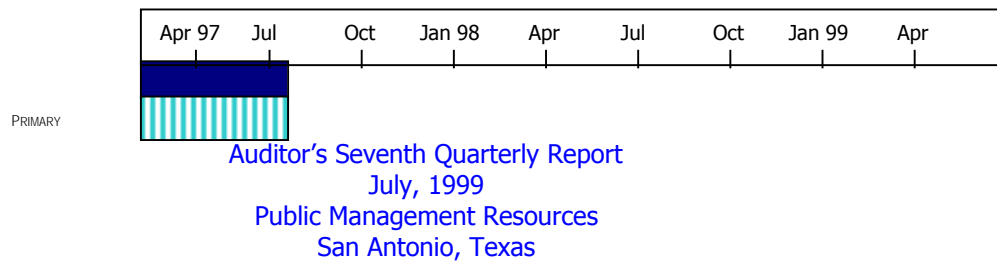 Apr 97 Jul Oct Jan 98 Apr Jul Oct Jan 99 Apr
PRIMARY
Auditor’s Seventh Quarterly Report
July, 1999
Public Management Resources
San Antonio, Texas